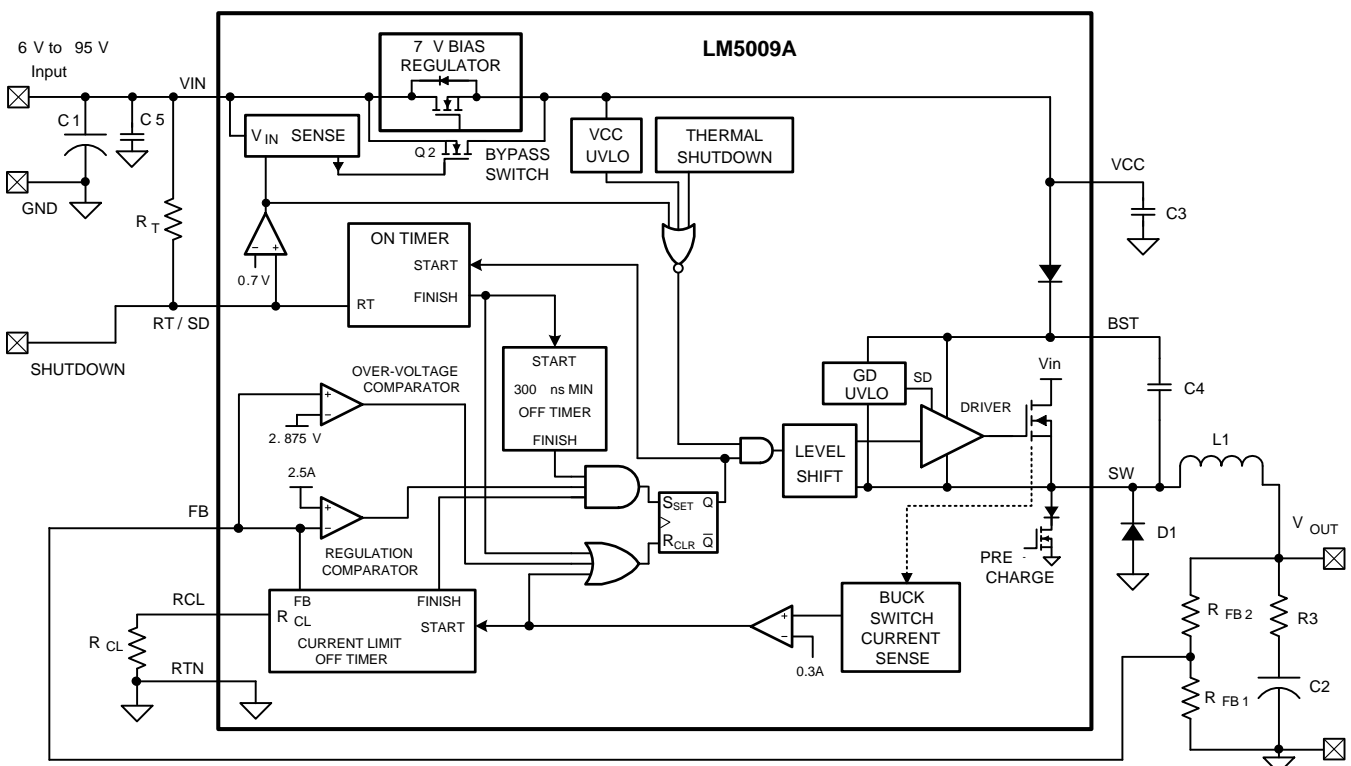 LM5009A
6 V to 95 V
Input
VIN
C1
C5
GND
R T
7 V BIAS
REGULATOR
V IN SENSE
Q2
BYPASS
SWITCH
VCC
UVLO
THERMAL
SHUTDOWN
VCC
C3
0.7 V
− +
ON TIMER
START
FINISH
RT
RT / SD
SHUTDOWN
BST
OVER-VOLTAGE
COMPARATOR
+
−
2. 875 V
START
300 ns MIN
OFF TIMER
FINISH
GD
UVLO
SD
DRIVER
Vin
C4
LEVEL
SHIFT
SW
L1
2.5A
FB
+
−
REGULATION
COMPARATOR
S SET Q
R CLR Q̅
PRE -
CHARGE
D1
V OUT
RCL
FB
R CL
FINISH
START
CURRENT LIMIT
OFF TIMER
R CL
RTN
+
−
0.3A
BUCK
SWITCH
CURRENT
SENSE
R FB 2
R3
R FB 1
C2